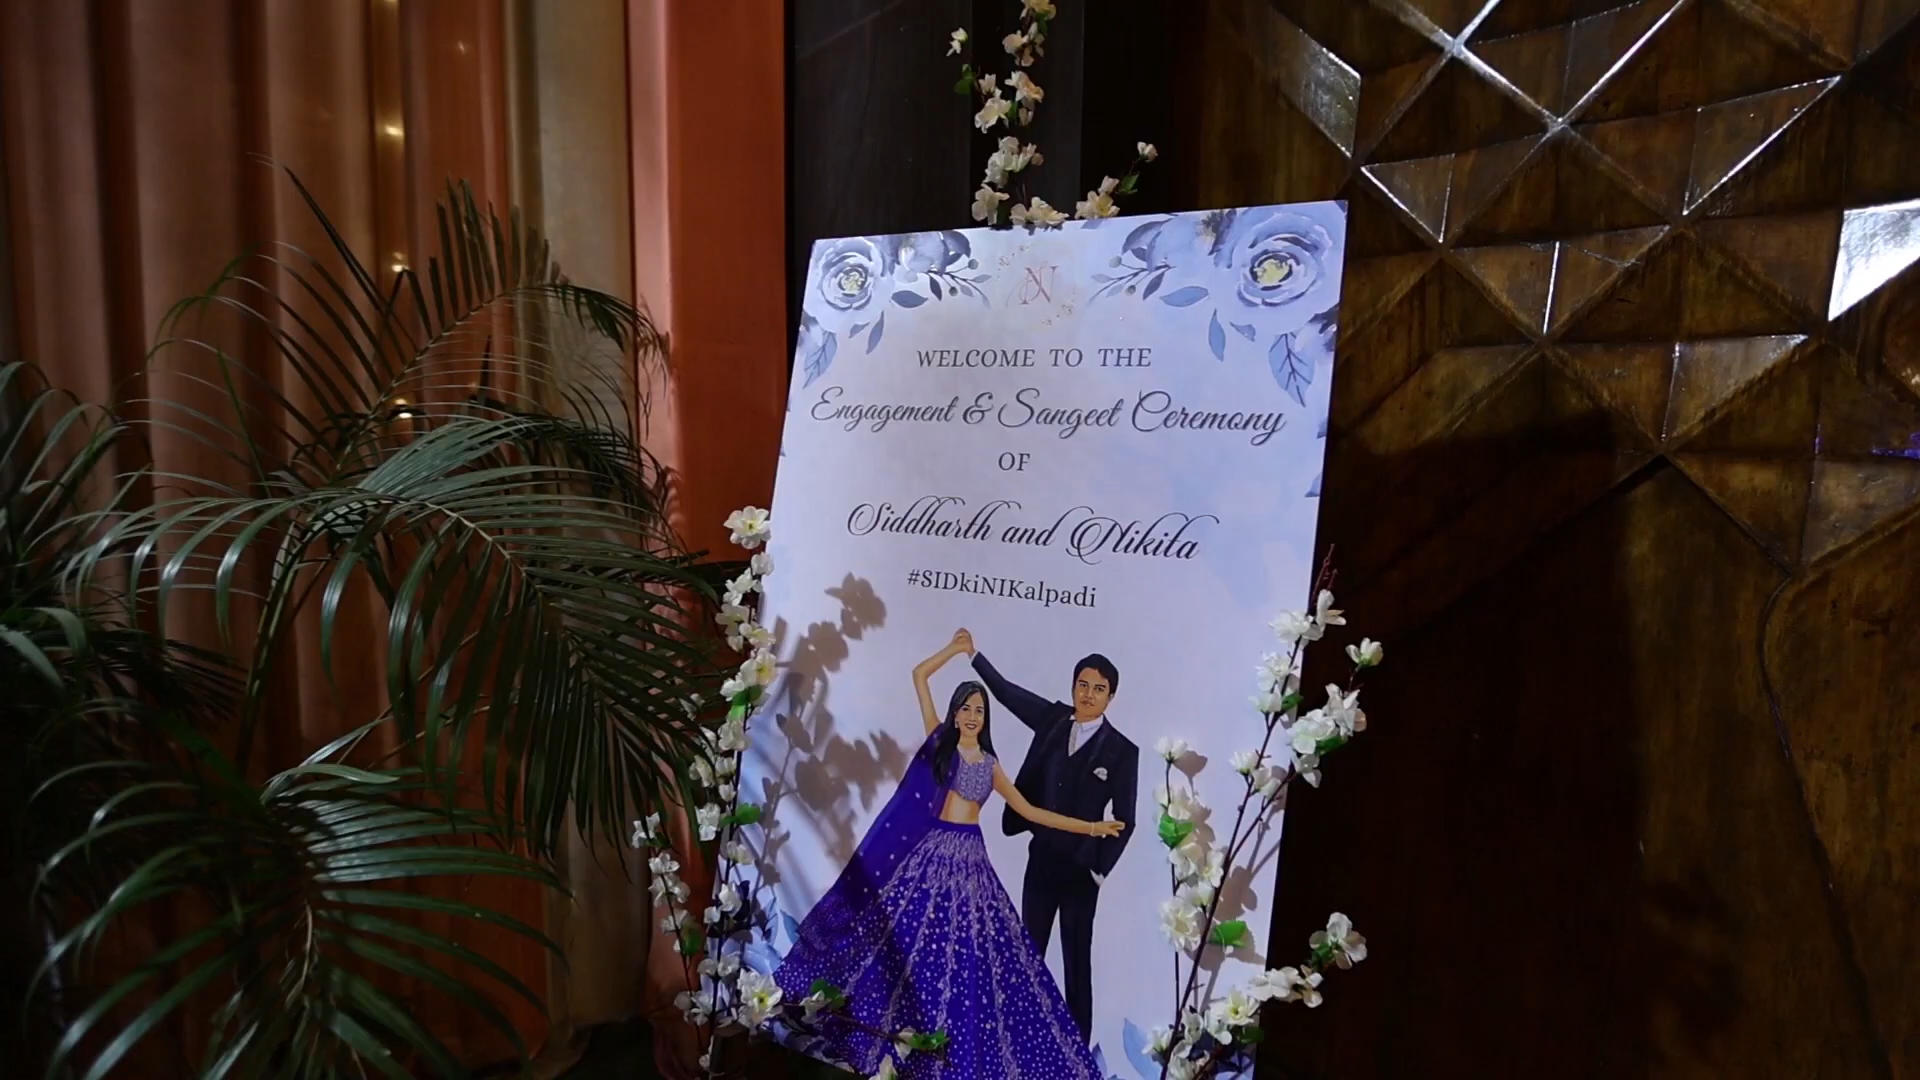 WELCOME TO THE
Engagement & Sangeet Ceremony
OF
Siddharth and Nikita
#SIDkiNIKalpadi